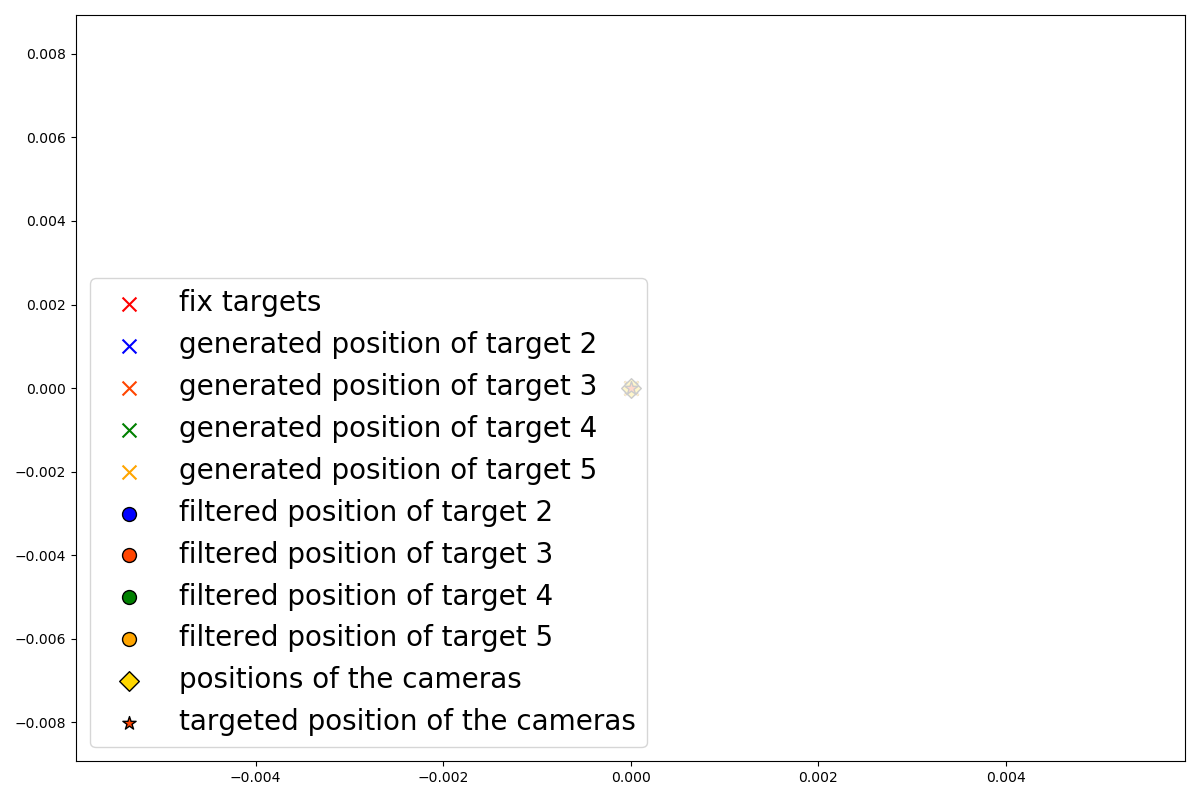 0.008
0.006
0.004
0.002
0.000
−0.002
−0.004
−0.006
−0.008
fix targets
generated position of target 2
generated position of target 3
generated position of target 4
generated position of target 5
filtered position of target 2
filtered position of target 3
filtered position of target 4
filtered position of target 5
positions of the cameras
targeted position of the cameras
−0.004 −0.002 0.000 0.002 0.004